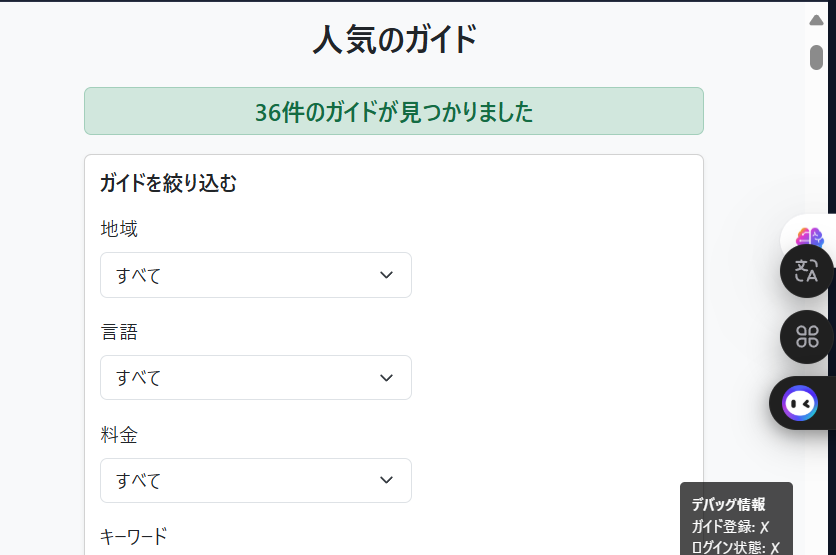 人気のガイド
36件のガイドが見つかりました
ガイドを絞り込む
地域
すべて
言語
すべて
料金
すべて
キーワード
デバッグ情報
ガイド登録: ✗
ログイン状態: ✗